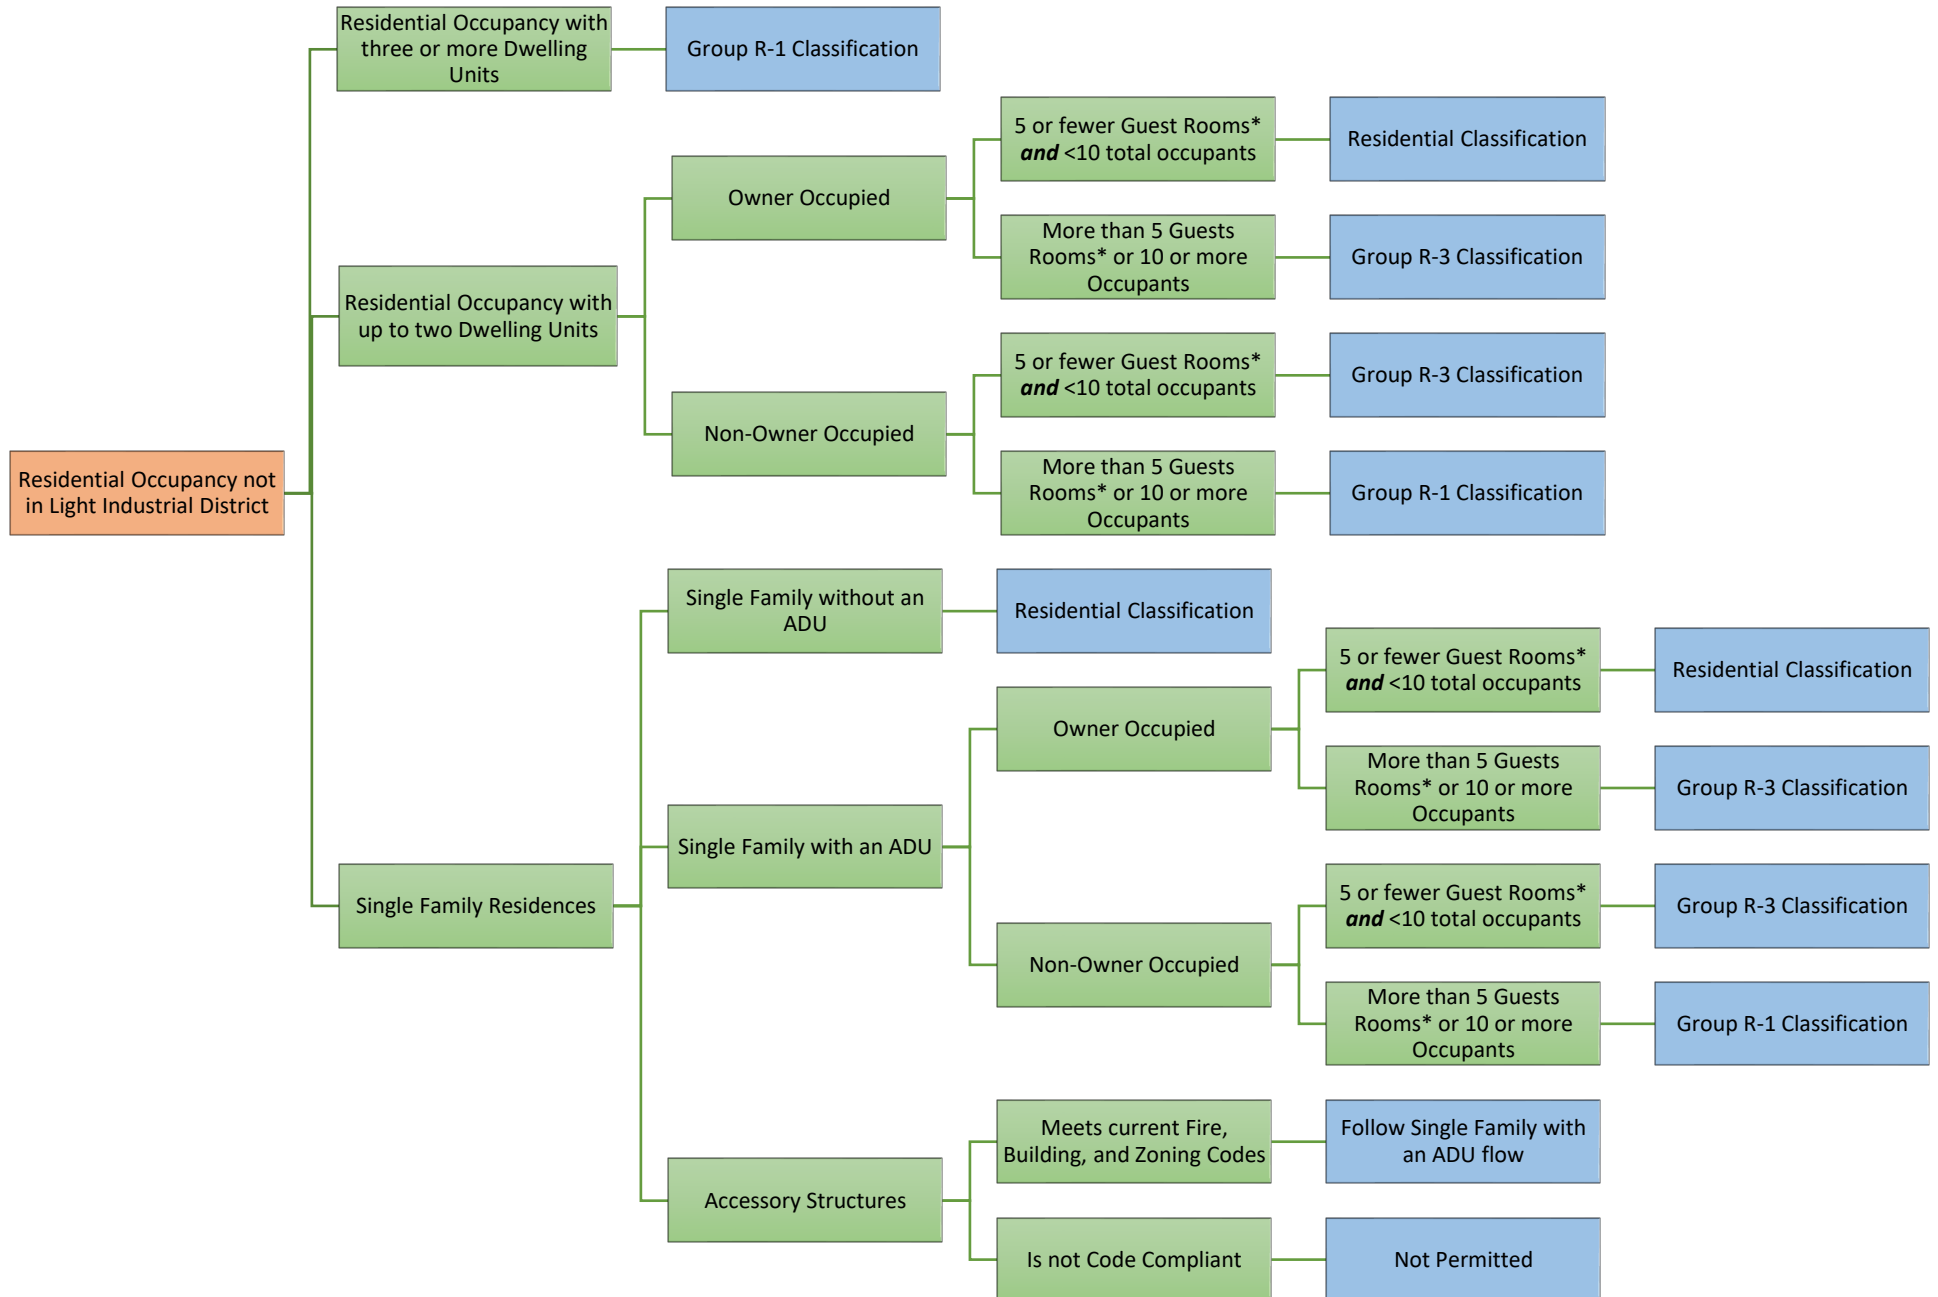 Residential Occupancy with
three or more Dwelling
Units
Group R-1 Classification
5 or fewer Guest Rooms*
and <10 total occupants
Residential Classification
Owner Occupied
More than 5 Guests
Rooms* or 10 or more
Occupants
Group R-3 Classification
Residential Occupancy with
up to two Dwelling Units
5 or fewer Guest Rooms*
and <10 total occupants
Group R-3 Classification
Non-Owner Occupied
More than 5 Guests
Rooms* or 10 or more
Occupants
Group R-1 Classification
Residential Occupancy not
in Light Industrial District
Single Family without an
ADU
Residential Classification
5 or fewer Guest Rooms*
and <10 total occupants
Residential Classification
Owner Occupied
More than 5 Guests
Rooms* or 10 or more
Occupants
Group R-3 Classification
Single Family with an ADU
Single Family Residences
5 or fewer Guest Rooms*
and <10 total occupants
Group R-3 Classification
Non-Owner Occupied
More than 5 Guests
Rooms* or 10 or more
Occupants
Group R-1 Classification
Meets current Fire,
Building, and Zoning Codes
Follow Single Family with
an ADU flow
Accessory Structures
Is not Code Compliant
Not Permitted